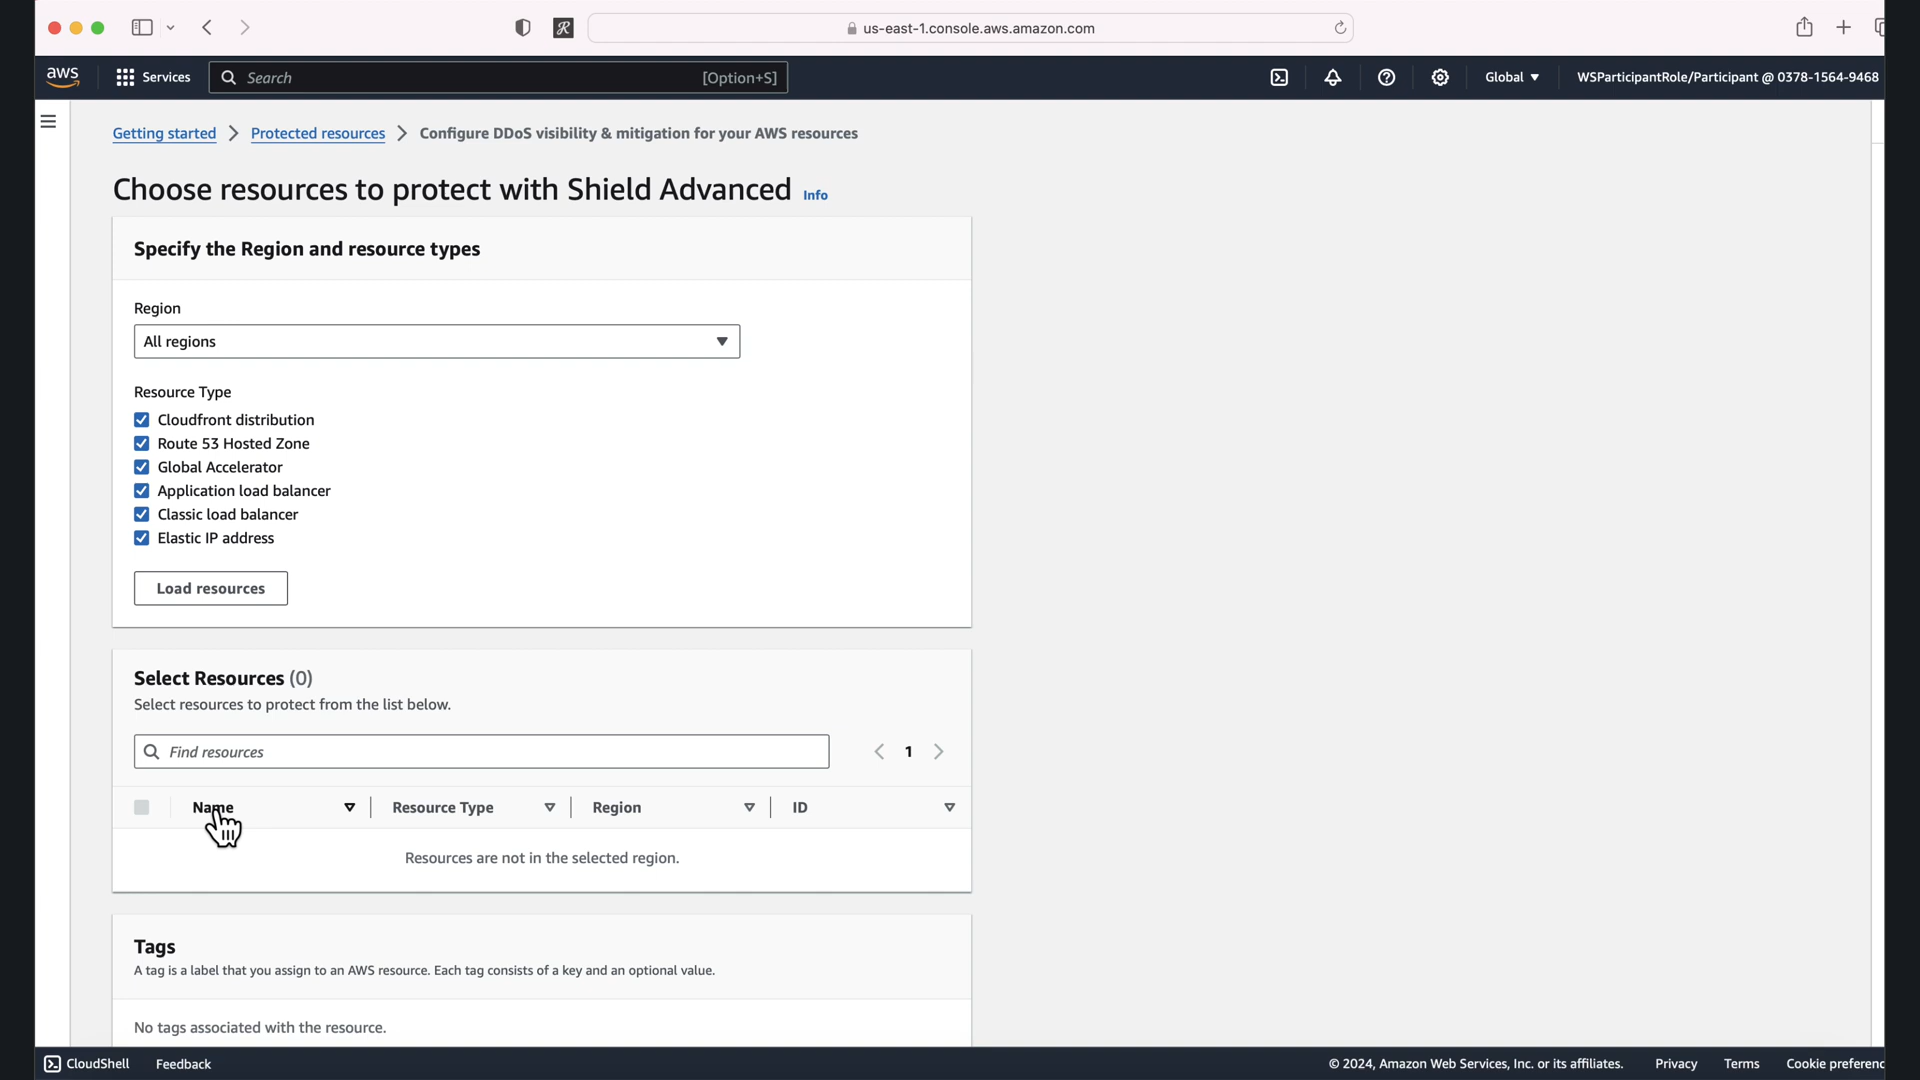 us-east-1.console.aws.amazon.com
aws
Services
Search
[Option+S]
Global
WSParticipantRole/Participant @ 0378-1564-9468
Getting started
Protected resources
Configure DDoS visibility & mitigation for your AWS resources
Choose resources to protect with Shield Advanced
Info
Specify the Region and resource types
Region
All regions
Resource Type
Cloudfront distribution
Route 53 Hosted Zone
Global Accelerator
Application load balancer
Classic load balancer
Elastic IP address
Load resources
Select Resources (0)
Select resources to protect from the list below.
Find resources
1
Name
Resource Type
Region
ID
Resources are not in the selected region.
Tags
A tag is a label that you assign to an AWS resource. Each tag consists of a key and an optional value.
No tags associated with the resource.
CloudShell
Feedback
© 2024, Amazon Web Services, Inc. or its affiliates.
Privacy
Terms
Cookie preferenc